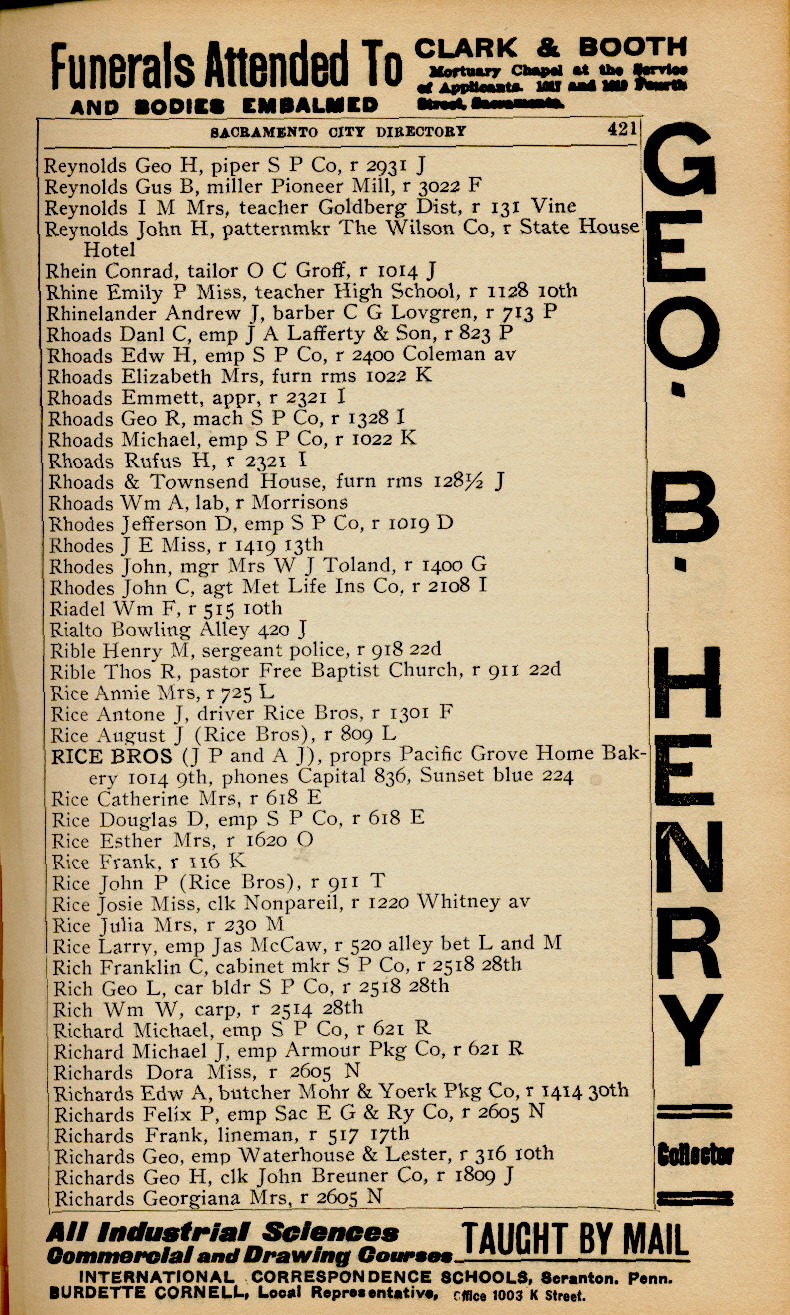 Funerals Attended To
AND BODIES EMBALMED
CLARK & BOOTH
Mortuary Chapel at the Service
of Applicants. 1017 and 1019 Fourth
Street, Sacramento.
SACRAMENTO CITY DIRECTORY 421
Reynolds Geo H, piper S P Co, r 2931 J
Reynolds Gus B, miller Pioneer Mill, r 3022 F
Reynolds I M Mrs, teacher Goldberg Dist, r 131 Vine
Reynolds John H, patternmkr The Wilson Co, r State House
Hotel
Rhein Conrad, tailor O C Groff, r 1014 J
Rhine Emily P Miss, teacher High School, r 1128 10th
Rhinelander Andrew J, barber C G Lovgren, r 713 P
Rhoads Danl C, emp J A Lafferty & Son, r 823 P
Rhoads Edw H, emp S P Co, r 2400 Coleman av
Rhoads Elizabeth Mrs, furn rms 1022 K
Rhoads Emmett, appr, r 2321 I
Rhoads Geo R, mach S P Co, r 1328 I
Rhoads Michael, emp S P Co, r 1022 K
Rhoads Rufus H, r 2321 I
Rhoads & Townsend House, furn rms 128½ J
Rhoads Wm A, lab, r Morrisons
Rhodes Jefferson D, emp S P Co, r 1019 D
Rhodes J E Miss, r 1419 13th
Rhodes John, mgr Mrs W J Toland, r 1400 G
Rhodes John C, agt Met Life Ins Co, r 2108 I
Riadel Wm F, r 515 10th
Rialto Bowling Alley 420 J
Rible Henry M, sergeant police, r 918 22d
Rible Thos R, pastor Free Baptist Church, r 911 22d
Rice Annie Mrs, r 725 L
Rice Antone J, driver Rice Bros, r 1301 F
Rice August J (Rice Bros), r 809 L
RICE BROS (J P and A J), proprs Pacific Grove Home Bak-
ery 1014 9th, phones Capital 836, Sunset blue 224
Rice Catherine Mrs, r 618 E
Rice Douglas D, emp S P Co, r 618 E
Rice Esther Mrs, r 1620 O
Rice Frank, r 116 K
Rice John P (Rice Bros), r 911 T
Rice Josie Miss, clk Nonpareil, r 1220 Whitney av
Rice Julia Mrs, r 230 M
Rice Larry, emp Jas McCaw, r 520 alley bet L and M
Rich Franklin C, cabinet mkr S P Co, r 2518 28th
Rich Geo L, car bldr S P Co, r 2518 28th
Rich Wm W, carp, r 2514 28th
Richard Michael, emp S P Co, r 621 R
Richard Michael J, emp Armour Pkg Co, r 621 R
Richards Dora Miss, r 2605 N
Richards Edw A, butcher Mohr & Yoerk Pkg Co, r 1414 30th
Richards Felix P, emp Sac E G & Ry Co, r 2605 N
Richards Frank, lineman, r 517 17th
Richards Geo, emp Waterhouse & Lester, r 316 10th
Richards Geo H, clk John Breuner Co, r 1809 J
Richards Georgiana Mrs, r 2605 N
GEO. B. HENRY
Collector
All Industrial Sciences
Commercial and Drawing Courses
TAUGHT BY MAIL
INTERNATIONAL CORRESPONDENCE SCHOOLS, Scranton. Penn.
BURDETTE CORNELL, Local Representative, Office 1003 K Street.